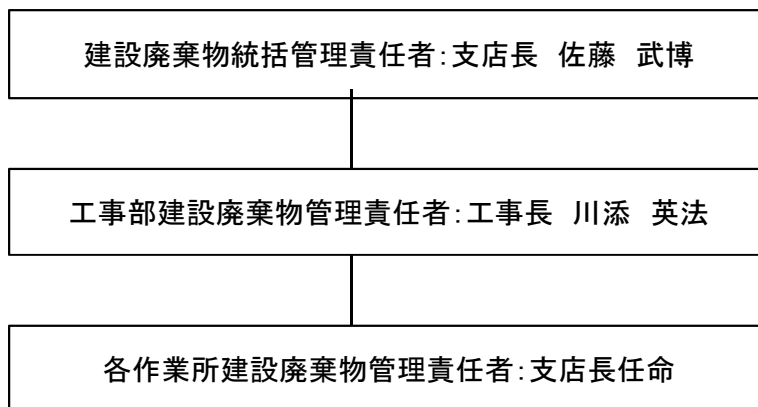 建設廃棄物統括管理責任者:支店長　佐藤　武博
工事部建設廃棄物管理責任者:工事長　川添　英法
各作業所建設廃棄物管理責任者:支店長任命